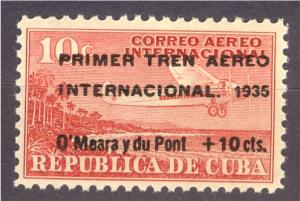 10c CORREO AEREO
INTERNACIONAL
PRIMER TREN AEREO
INTERNACIONAL. 1935
O'Meara y du Pont +10 cts.
REPUBLICA DE CUBA